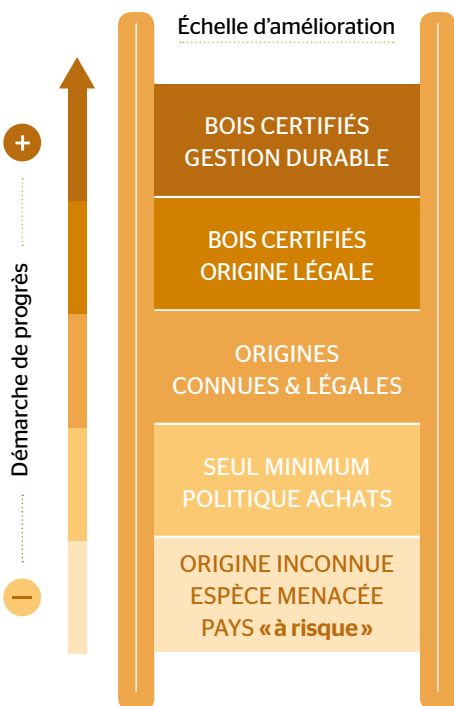 Échelle d’amélioration
+
Démarche de progrès
–
BOIS CERTIFIÉS
GESTION DURABLE
BOIS CERTIFIÉS
ORIGINE LÉGALE
ORIGINES
CONNUES & LÉGALES
SEUL MINIMUM
POLITIQUE ACHATS
ORIGINE INCONNUE
ESPÈCE MENACÉE
PAYS « à risque »